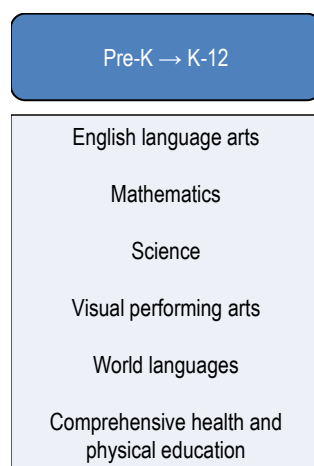 Pre-K → K-12
English language arts
Mathematics
Science
Visual performing arts
World languages
Comprehensive health and
physical education